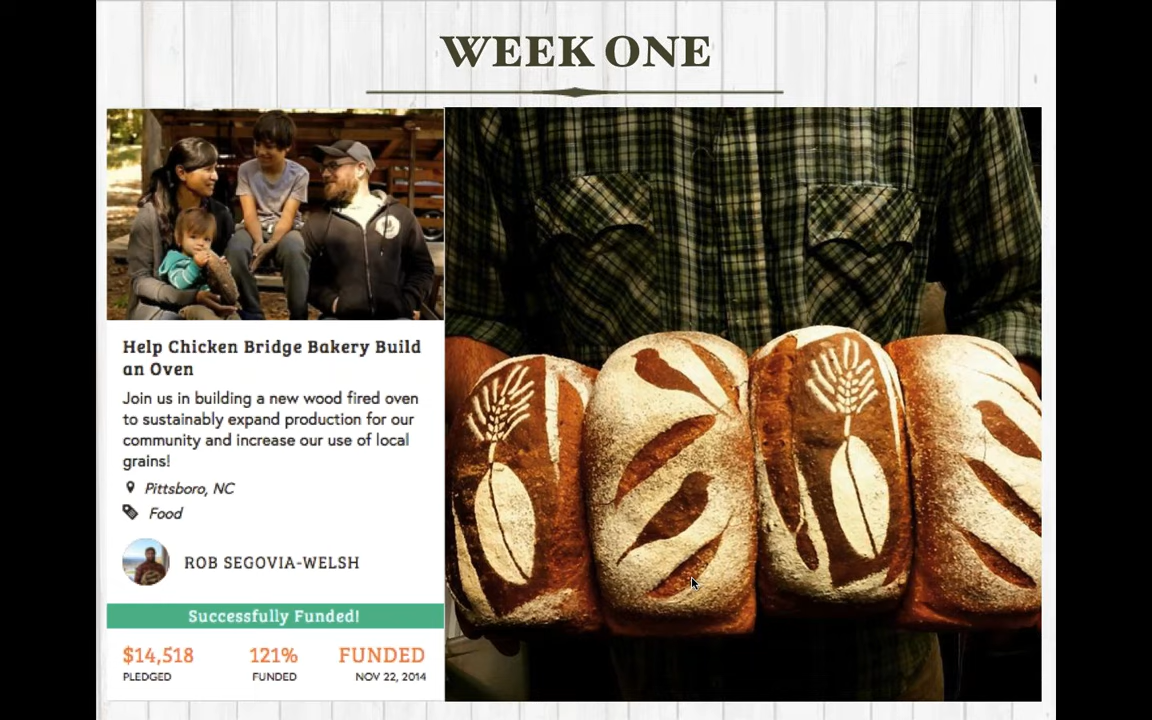 WEEK ONE
Help Chicken Bridge Bakery Build
an Oven
Join us in building a new wood fired oven
to sustainably expand production for our
community and increase our use of local
grains!
Pittsboro, NC
Food
ROB SEGOVIA-WELSH
Successfully Funded!
$14,518 121% FUNDED
PLEDGED FUNDED NOV 22, 2014